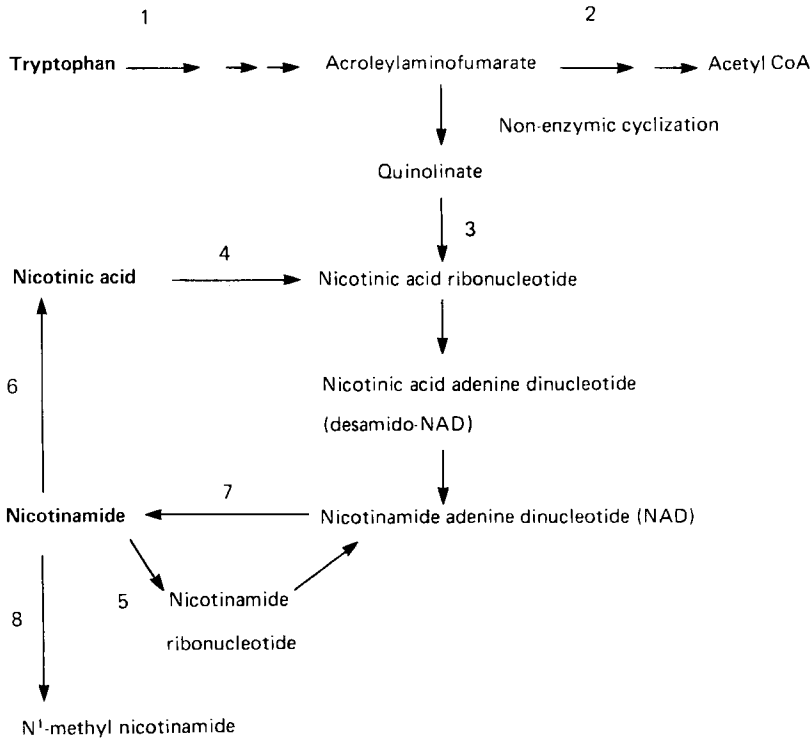 1
2
Tryptophan
Acroleylaminofumarate
Acetyl CoA
Non-enzymic cyclization
Quinolinate
3
4
Nicotinic acid
Nicotinic acid ribonucleotide
6
Nicotinic acid adenine dinucleotide
(desamido-NAD)
7
Nicotinamide
Nicotinamide adenine dinucleotide (NAD)
5
Nicotinamide
8
ribonucleotide
N¹-methyl nicotinamide